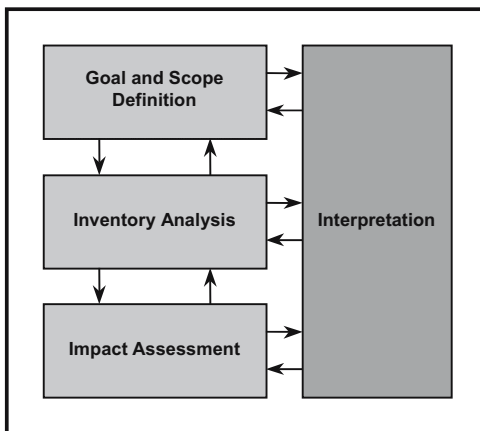 Goal and Scope
Definition
Inventory Analysis
Interpretation
Impact Assessment